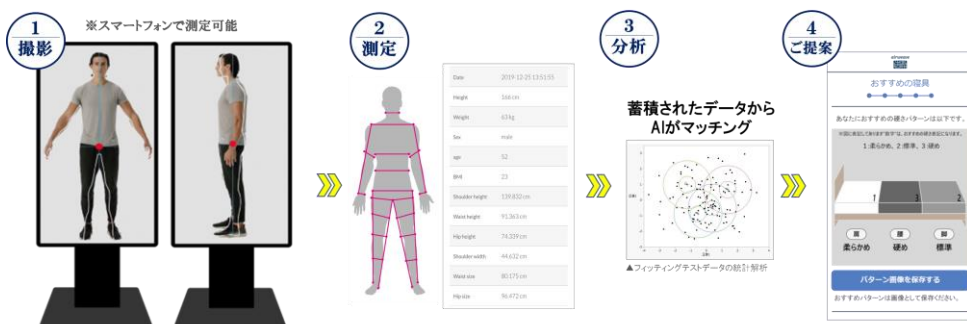 1
撮影
※スマートフォンで測定可能
2
測定
Date 2019-12-25 13:51:55
Height 166 cm
Weight 63 kg
Sex male
age 52
BMI 23
Shoulder height 139.832 cm
Waist height 91.363 cm
Hip height 74.339 cm
Shoulder width 44.632 cm
Waist size 80.175 cm
Hip size 96.472 cm
3
分析
蓄積されたデータから
AIがマッチング
▲フィッティングテストデータの統計解析
4
ご提案
おすすめの寝具
あなたにおすすめの硬さパターンは以下です。
1:柔らかめ、2:標準、3:硬め
1 3 2
肩 腰 脚
柔らかめ 硬め 標準
パターン画像を保存する
おすすめパターンは画像として保存ください。